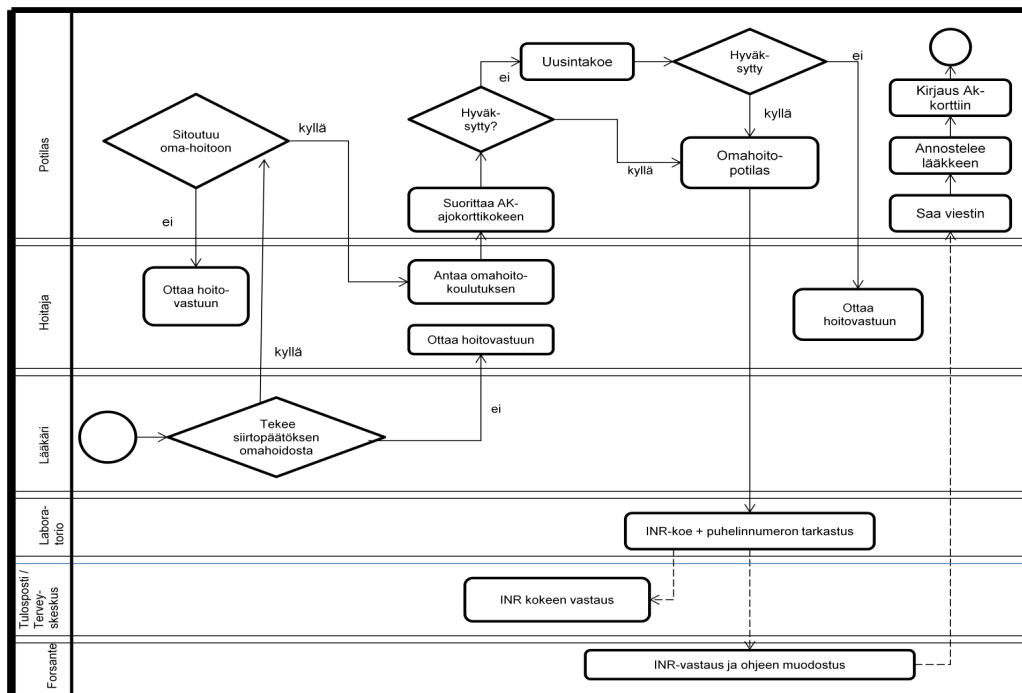 Potilas
Sitoutuu
oma-hoitoon
kyllä
ei
Hyväk-
sytty?
ei
kyllä
Uusintakoe
Hyväk-
sytty
ei
kyllä
Omahoito-
potilas
Suorittaa AK-
ajokorttikokeen
Kirjaus Ak-
korttiin
Annostelee
lääkkeen
Saa viestin
Hoitaja
Ottaa hoito-
vastuun
Antaa omahoito-
koulutuksen
Ottaa hoitovastuun
Ottaa
hoitovastuun
kyllä
Lääkäri
Tekee
siirtopäätöksen
omahoidosta
ei
Labora-
torio
INR-koe + puhelinnumeron tarkastus
Tulosposti /
Tervey-
skeskus
INR kokeen vastaus
Forsante
INR-vastaus ja ohjeen muodostus